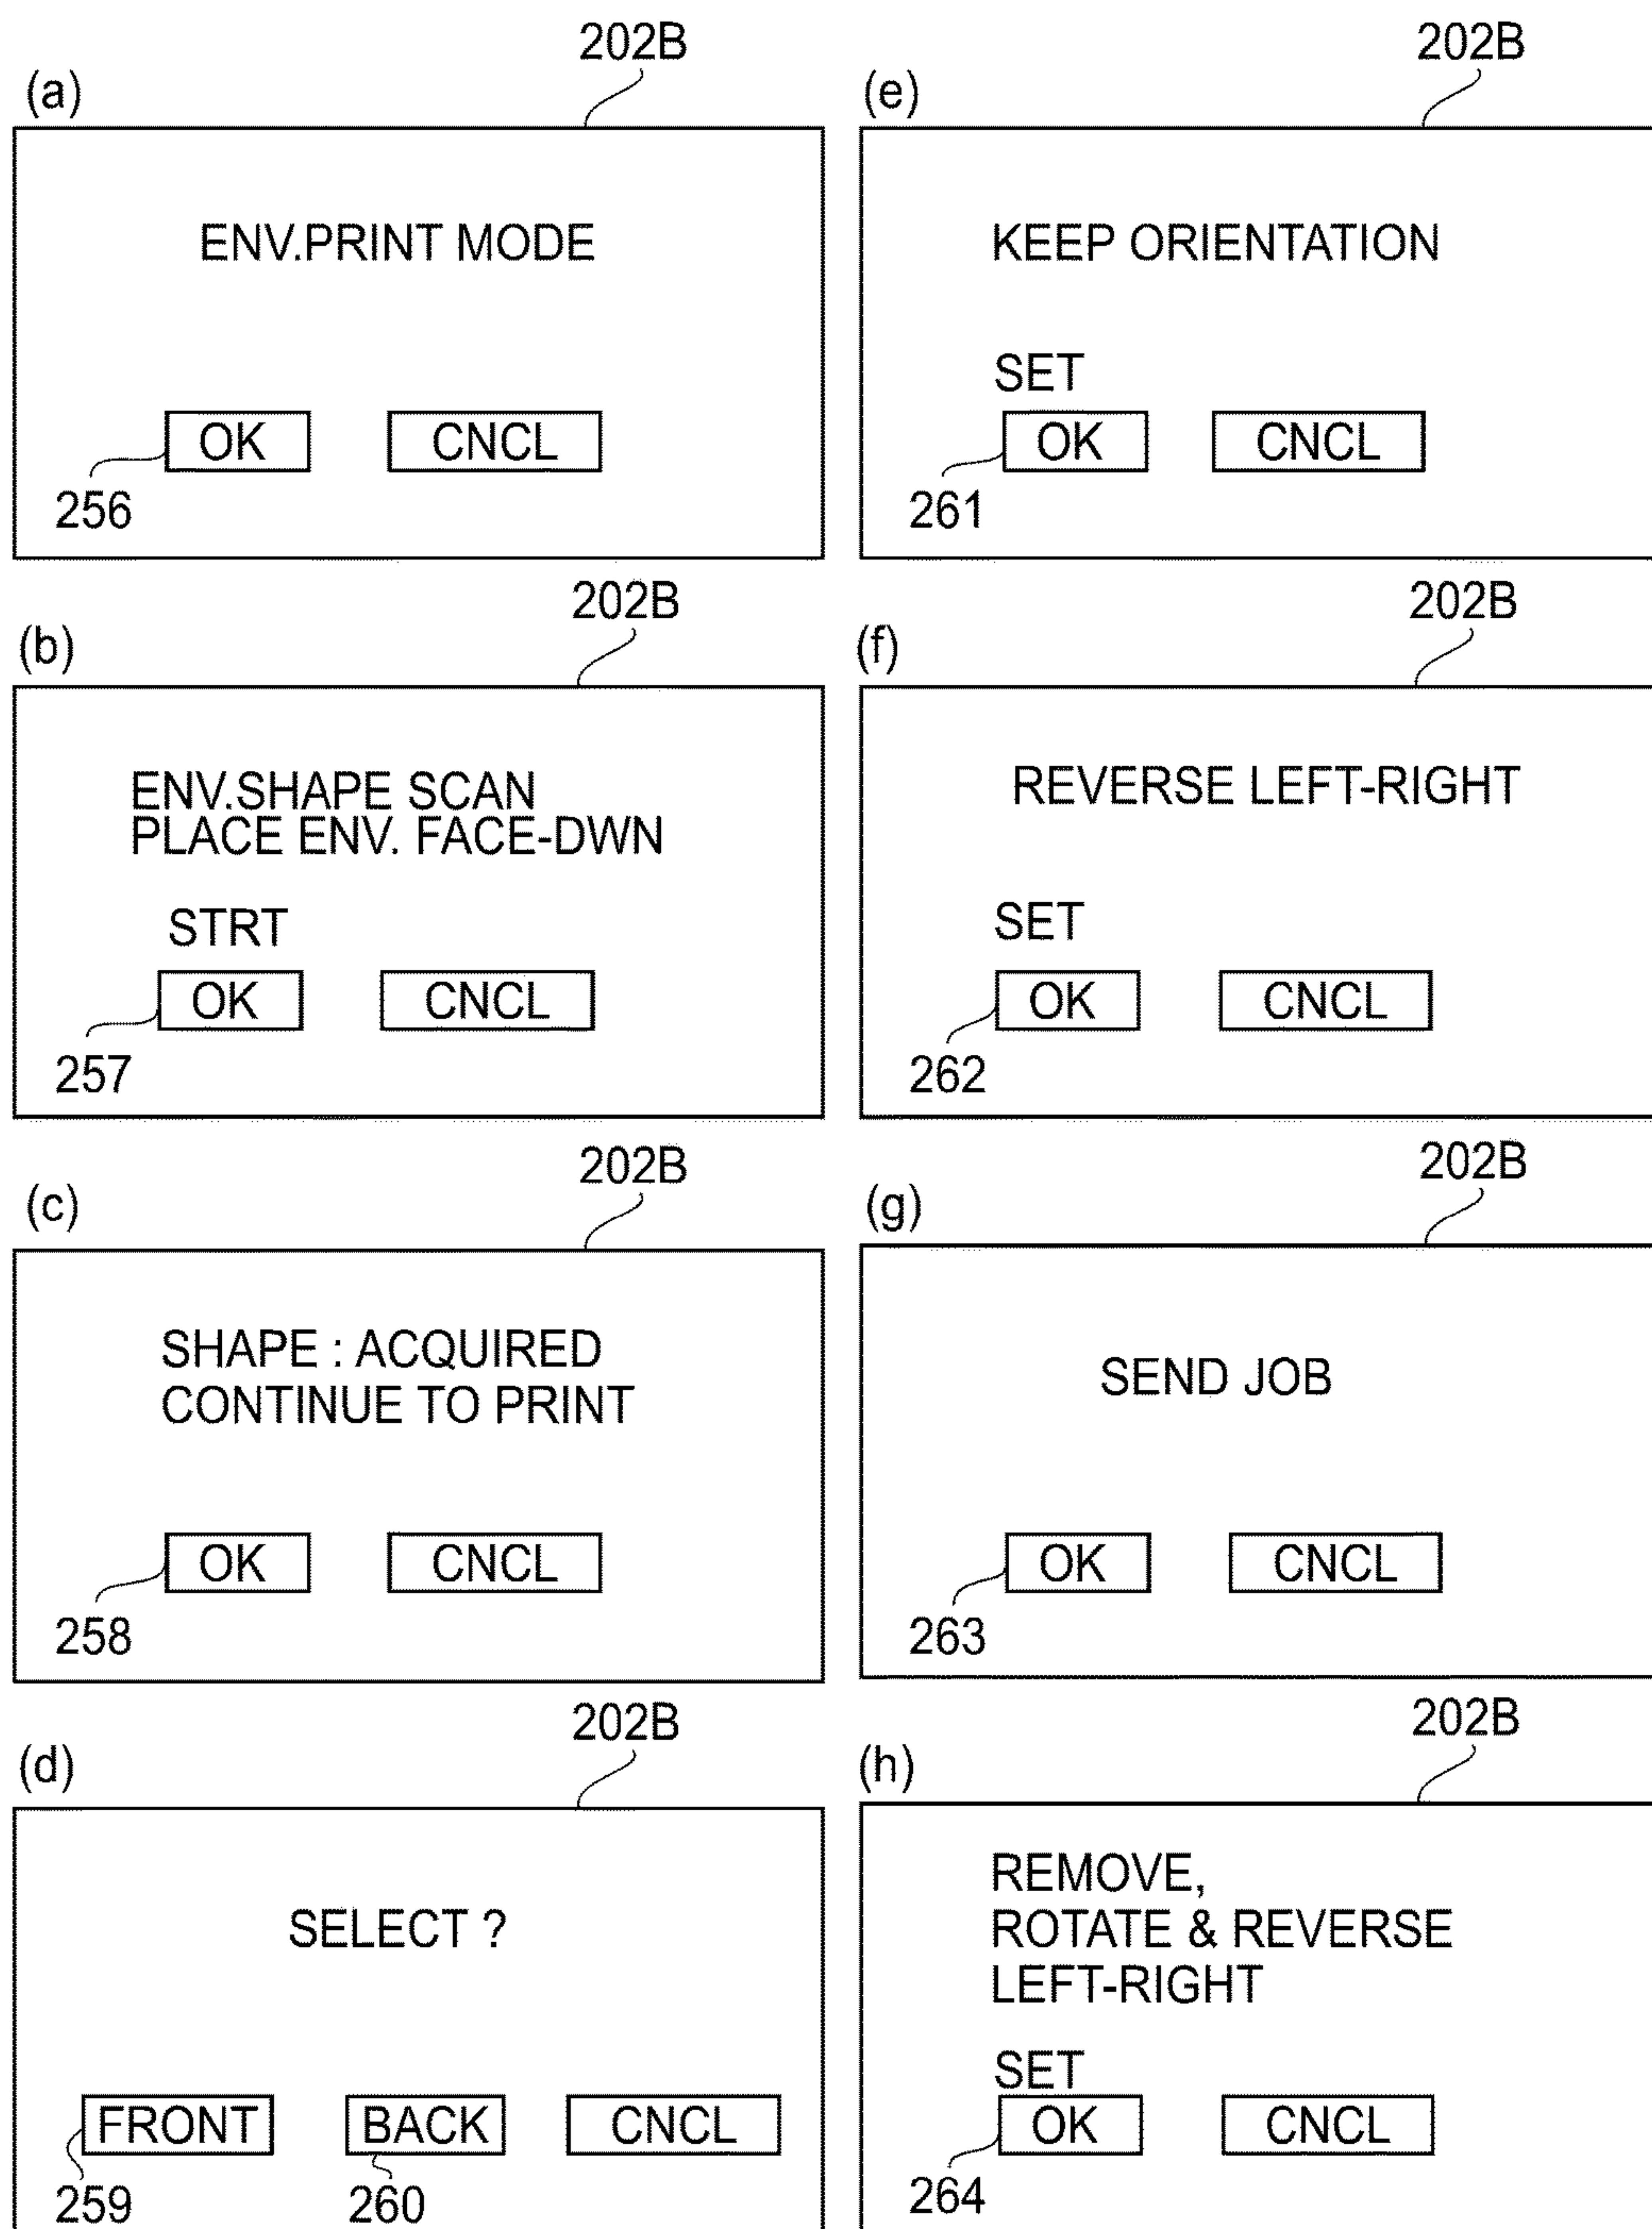 (a)
202B
ENV.PRINT MODE
OK CNCL
256
(b)
202B
ENV.SHAPE SCAN
PLACE ENV. FACE-DWN
STRT
OK CNCL
257
(c)
202B
SHAPE : ACQUIRED
CONTINUE TO PRINT
OK CNCL
258
(d)
202B
SELECT ?
FRONT BACK CNCL
259 260
(e)
202B
KEEP ORIENTATION
SET
OK CNCL
261
(f)
202B
REVERSE LEFT-RIGHT
SET
OK CNCL
262
(g)
202B
SEND JOB
OK CNCL
263
(h)
202B
REMOVE,
ROTATE & REVERSE
LEFT-RIGHT
SET
OK CNCL
264